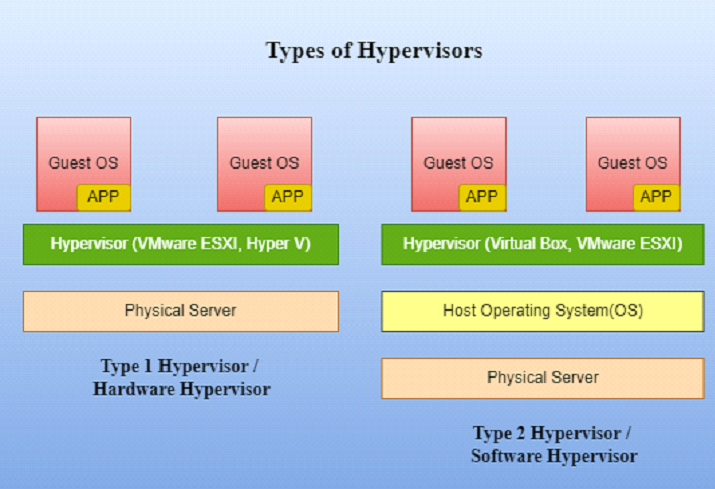 Types of Hypervisors
Guest OS
APP
Guest OS
APP
Hypervisor (VMware ESXI, Hyper V)
Physical Server
Type 1 Hypervisor /
Hardware Hypervisor
Guest OS
APP
Guest OS
APP
Hypervisor (Virtual Box, VMware ESXI)
Host Operating System(OS)
Physical Server
Type 2 Hypervisor /
Software Hypervisor